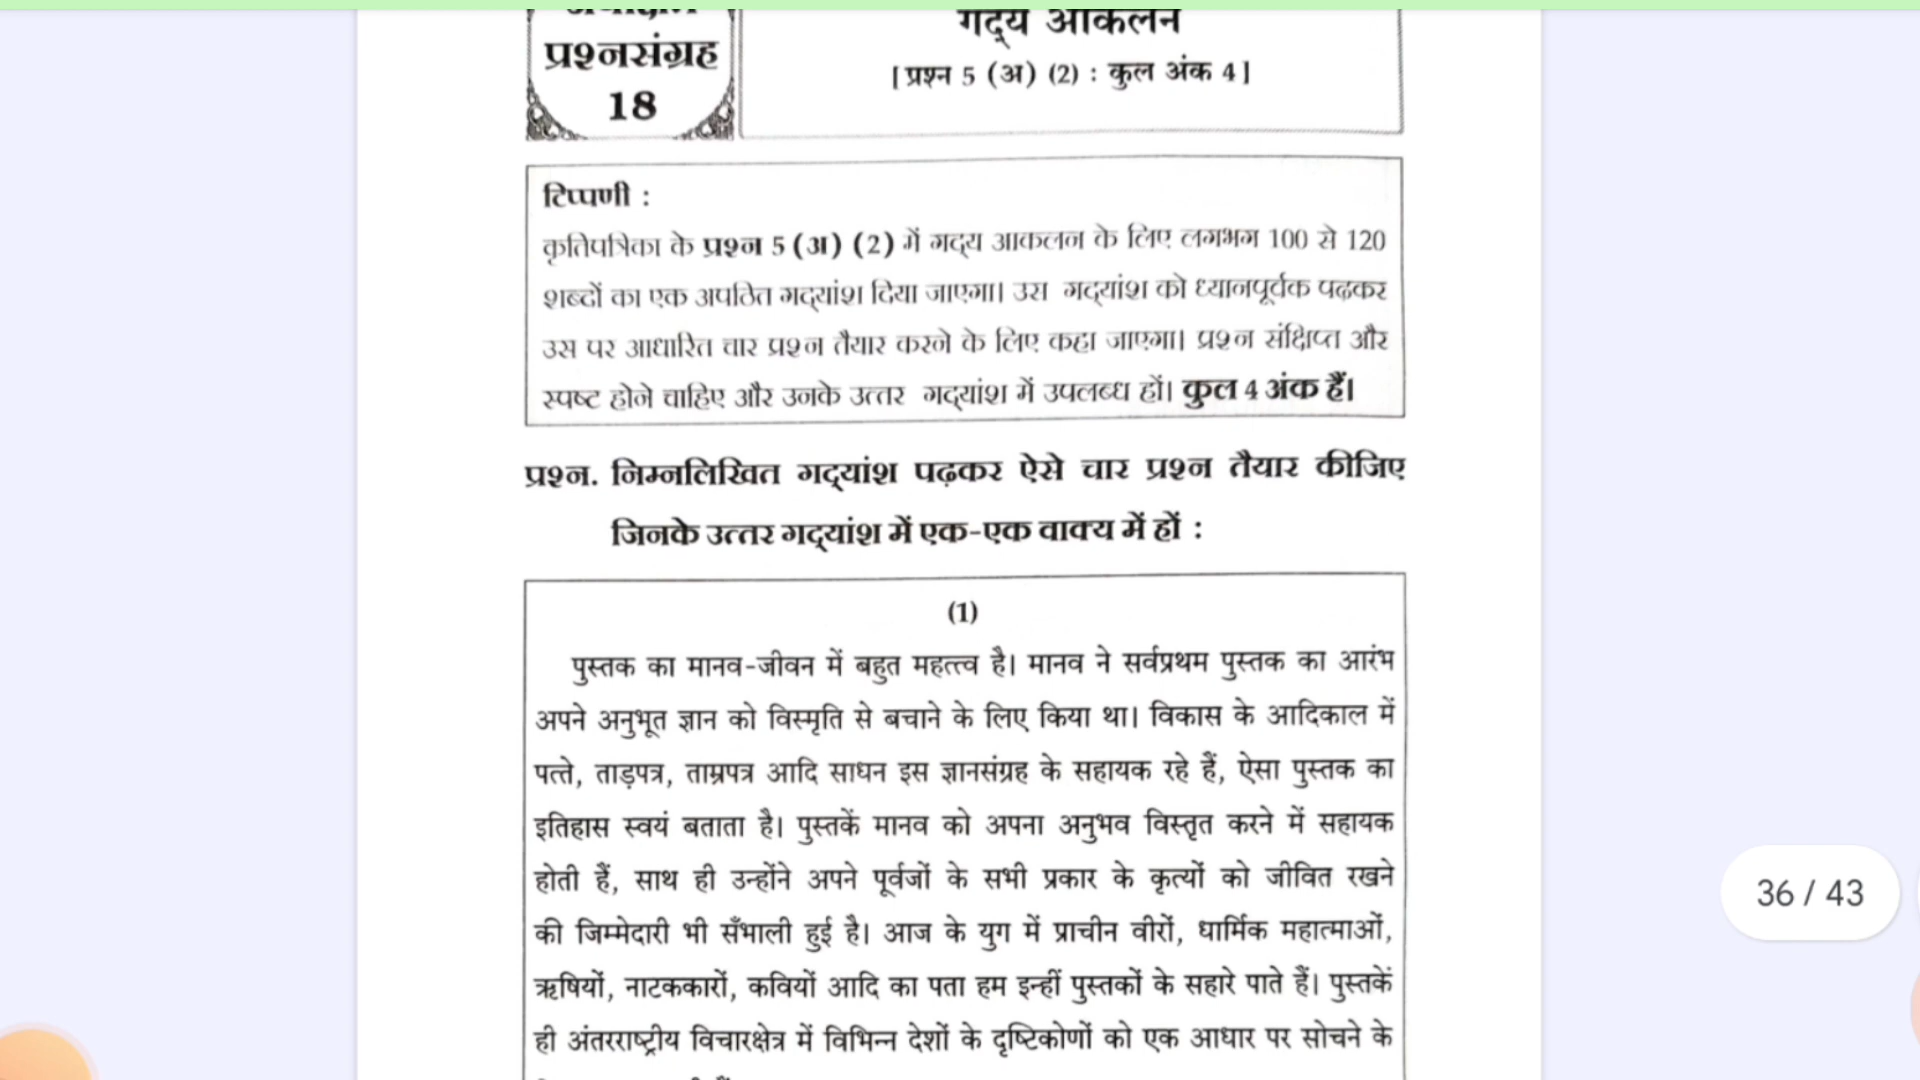 प्रश्नसंग्रह
18
गद्य आकलन
[प्रश्न 5 (अ) (2) : कुल अंक 4]
टिप्पणी :
कृतिपत्रिका के प्रश्न 5 (अ) (2) में गद्य आकलन के लिए लगभग 100 से 120
शब्दों का एक अपठित गद्यांश दिया जाएगा। उस गद्यांश को ध्यानपूर्वक पढ़कर
उस पर आधारित चार प्रश्न तैयार करने के लिए कहा जाएगा। प्रश्न संक्षिप्त और
स्पष्ट होने चाहिए और उनके उत्तर गद्यांश में उपलब्ध हों। कुल 4 अंक हैं।
प्रश्न. निम्नलिखित गद्यांश पढ़कर ऐसे चार प्रश्न तैयार कीजिए
जिनके उत्तर गद्यांश में एक-एक वाक्य में हों :
(1)
पुस्तक का मानव-जीवन में बहुत महत्त्व है। मानव ने सर्वप्रथम पुस्तक का आरंभ
अपने अनुभूत ज्ञान को विस्मृति से बचाने के लिए किया था। विकास के आदिकाल में
पत्ते, ताड़पत्र, ताम्रपत्र आदि साधन इस ज्ञानसंग्रह के सहायक रहे हैं, ऐसा पुस्तक का
इतिहास स्वयं बताता है। पुस्तकें मानव को अपना अनुभव विस्तृत करने में सहायक
होती हैं, साथ ही उन्होंने अपने पूर्वजों के सभी प्रकार के कृत्यों को जीवित रखने
की जिम्मेदारी भी सँभाली हुई है। आज के युग में प्राचीन वीरों, धार्मिक महात्माओं,
ऋषियों, नाटककारों, कवियों आदि का पता हम इन्हीं पुस्तकों के सहारे पाते हैं। पुस्तकें
ही अंतरराष्ट्रीय विचारक्षेत्र में विभिन्न देशों के दृष्टिकोणों को एक आधार पर सोचने के
36 / 43